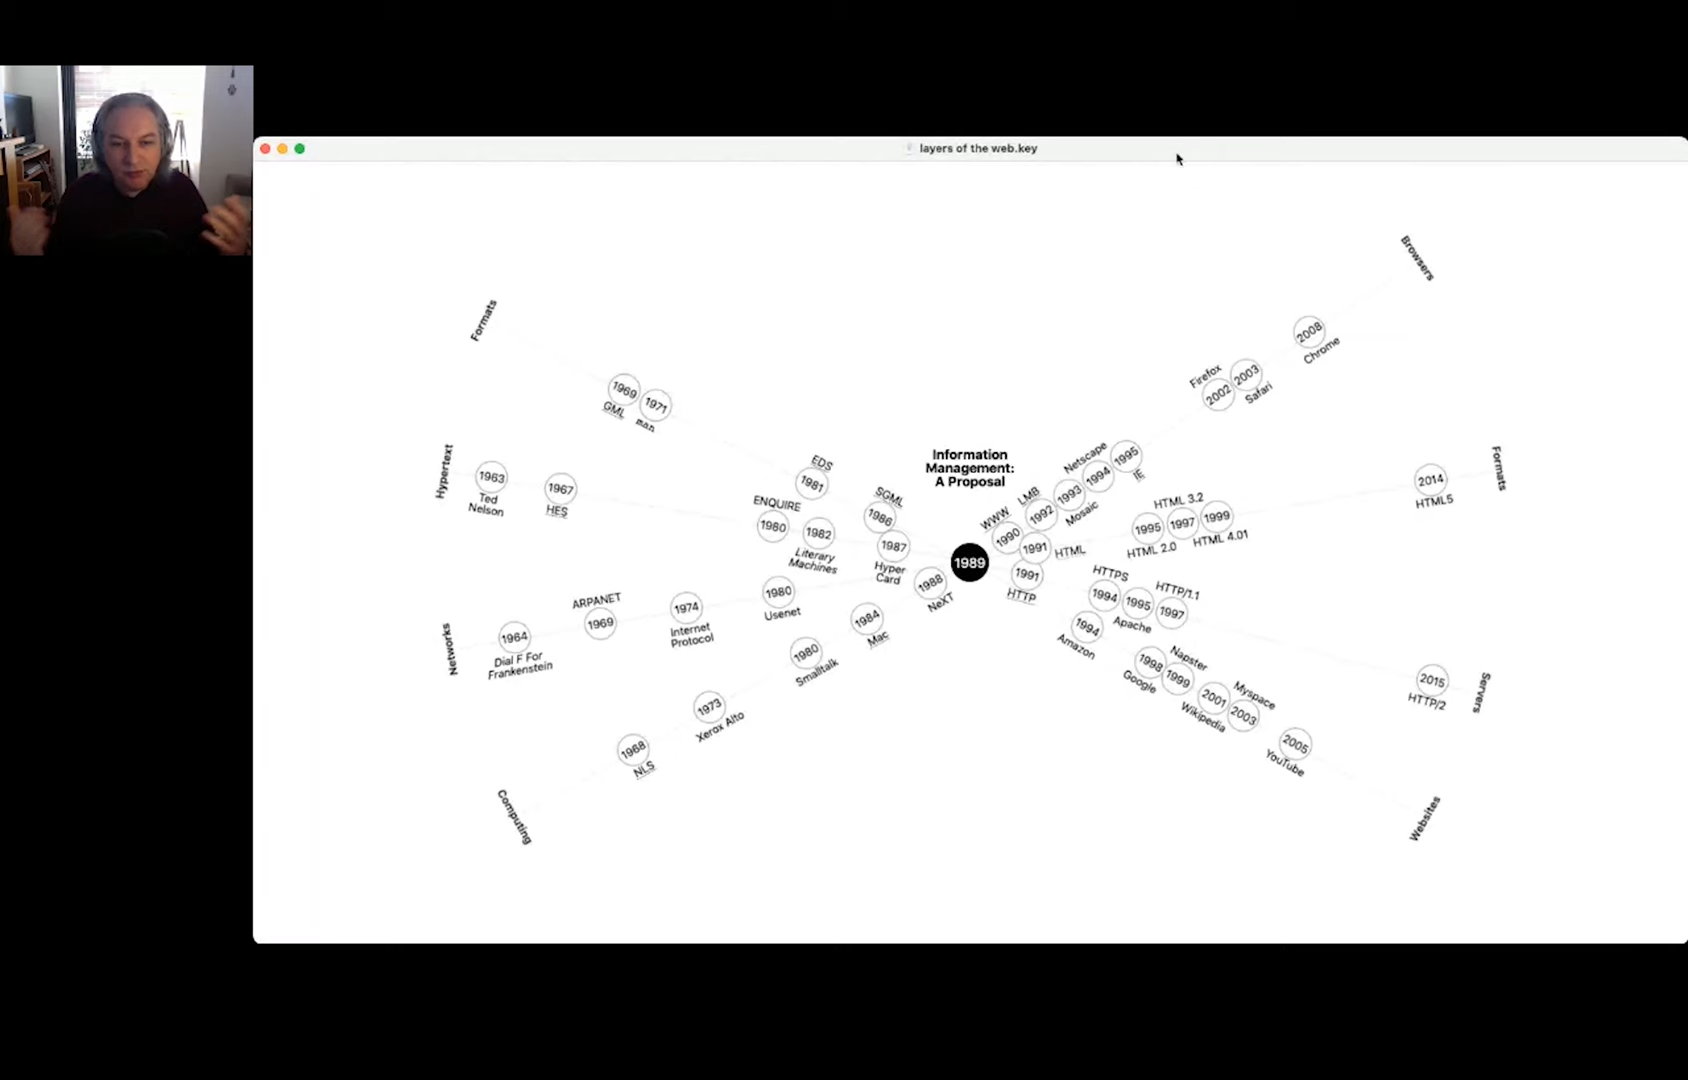 layers of the web.key
Formats
1969
GML
1971
man
EDS
1981
SGML
1986
Hypertext
1963
Ted
Nelson
1967
HES
ENQUIRE
1980
1982
Literary
Machines
1987
Hyper
Card
Networks
1964
Dial F For
Frankenstein
ARPANET
1969
1974
Internet
Protocol
1980
Usenet
Computing
1968
NLS
1973
Xerox Alto
1980
Smalltalk
1984
Mac
1988
NeXT
Information
Management:
A Proposal
1989
WWW
1990
LMB
1992
1993
Mosaic
Netscape
1994
1995
IE
Firefox
2002
2003
Safari
2008
Chrome
Browsers
1991
HTML
1995
HTML 2.0
HTML 3.2
1997
1999
HTML 4.01
2014
HTML5
Formats
1991
HTTP
HTTPS
1994
1995
Apache
HTTP/1.1
1997
2015
HTTP/2
Servers
1994
Amazon
1998
Google
Napster
1999
2001
Wikipedia
Myspace
2003
2005
YouTube
Websites